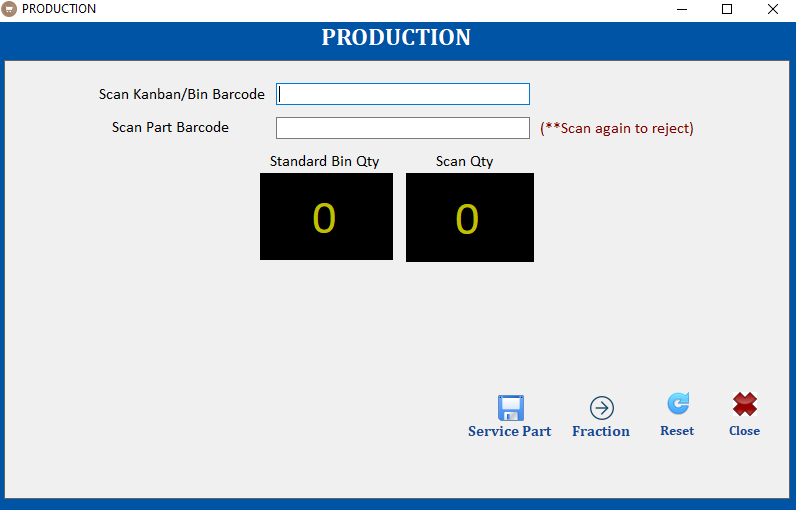 PRODUCTION
PRODUCTION
Scan Kanban/Bin Barcode
Scan Part Barcode (**Scan again to reject)
Standard Bin Qty Scan Qty
0 0
Service Part Fraction Reset Close